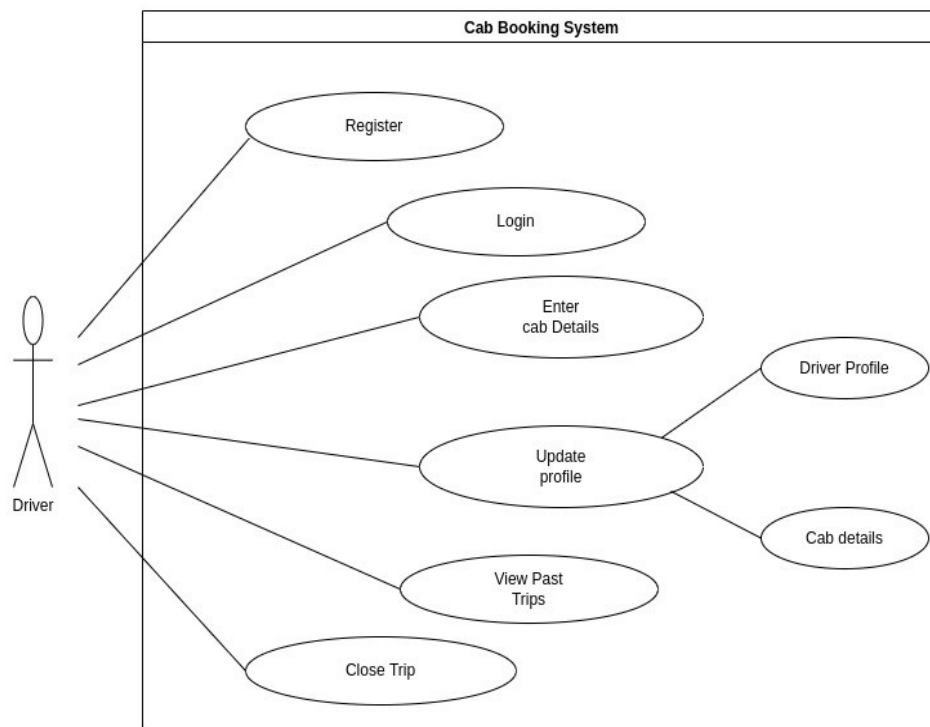 Cab Booking System
Register
Login
Enter
cab Details
Driver Profile
Update
profile
Driver
Cab details
View Past
Trips
Close Trip